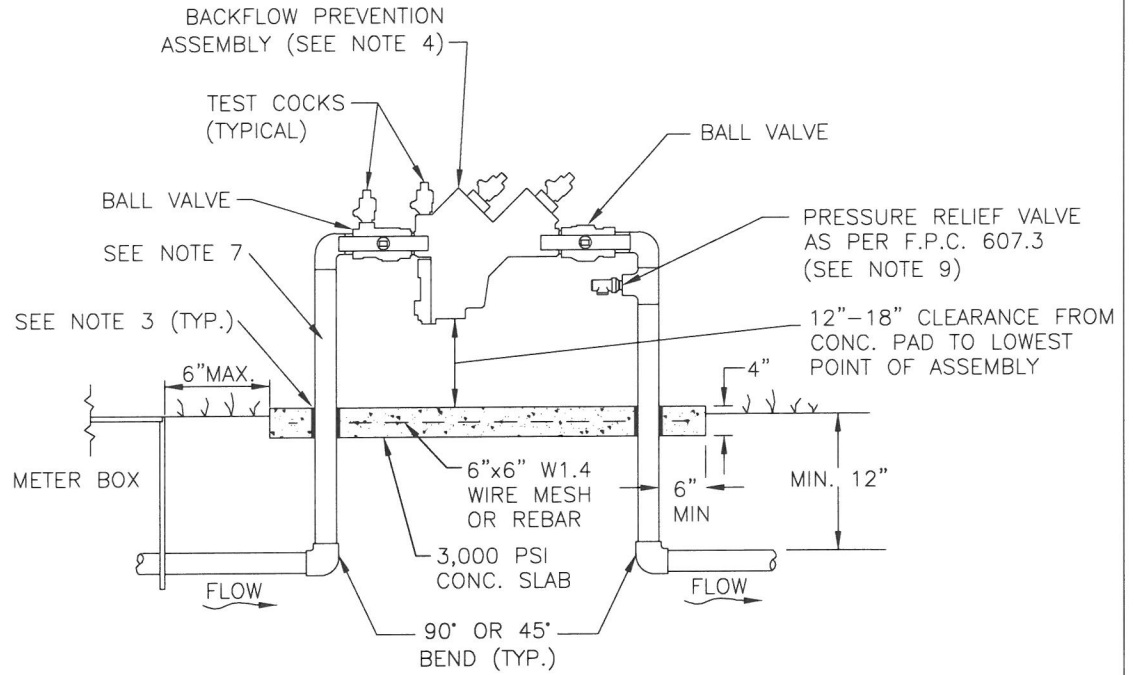 BACKFLOW PREVENTION
ASSEMBLY (SEE NOTE 4)
TEST COCKS
(TYPICAL)
BALL VALVE
BALL VALVE
SEE NOTE 7
PRESSURE RELIEF VALVE
AS PER F.P.C. 607.3
(SEE NOTE 9)
SEE NOTE 3 (TYP.)
12"-18" CLEARANCE FROM
CONC. PAD TO LOWEST
POINT OF ASSEMBLY
6"MAX.
4"
METER BOX
6"x6" W1.4
WIRE MESH
OR REBAR
6"
MIN
MIN. 12"
3,000 PSI
CONC. SLAB
FLOW
FLOW
90° OR 45°
BEND (TYP.)